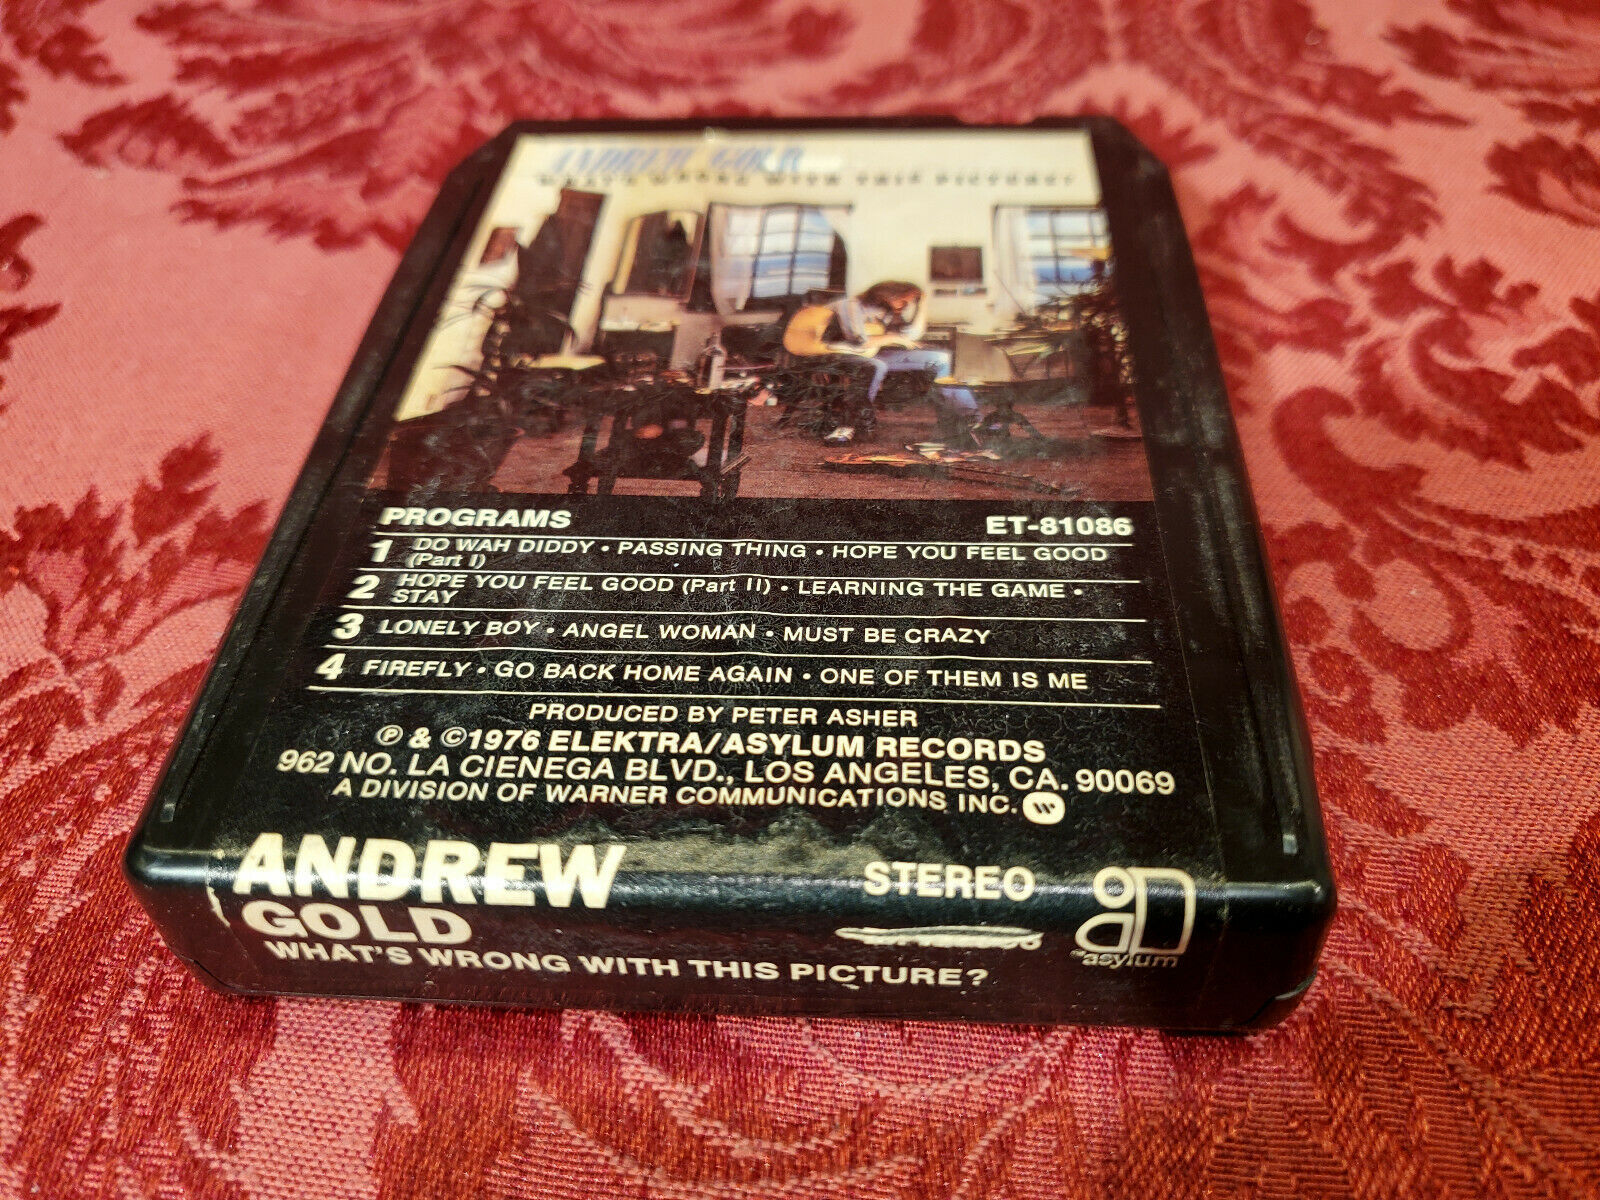 ANDREW GOLD
WHAT'S WRONG WITH THIS PICTURE?
PROGRAMS ET-81086
1 DO WAH DIDDY • PASSING THING • HOPE YOU FEEL GOOD
(Part I)
2 HOPE YOU FEEL GOOD (Part II) • LEARNING THE GAME •
STAY
3 LONELY BOY • ANGEL WOMAN • MUST BE CRAZY
4 FIREFLY • GO BACK HOME AGAIN • ONE OF THEM IS ME
PRODUCED BY PETER ASHER
℗ & ©1976 ELEKTRA/ASYLUM RECORDS
962 NO. LA CIENEGA BLVD., LOS ANGELES, CA. 90069
A DIVISION OF WARNER COMMUNICATIONS INC.
ANDREW
GOLD
WHAT'S WRONG WITH THIS PICTURE?
STEREO
asylum